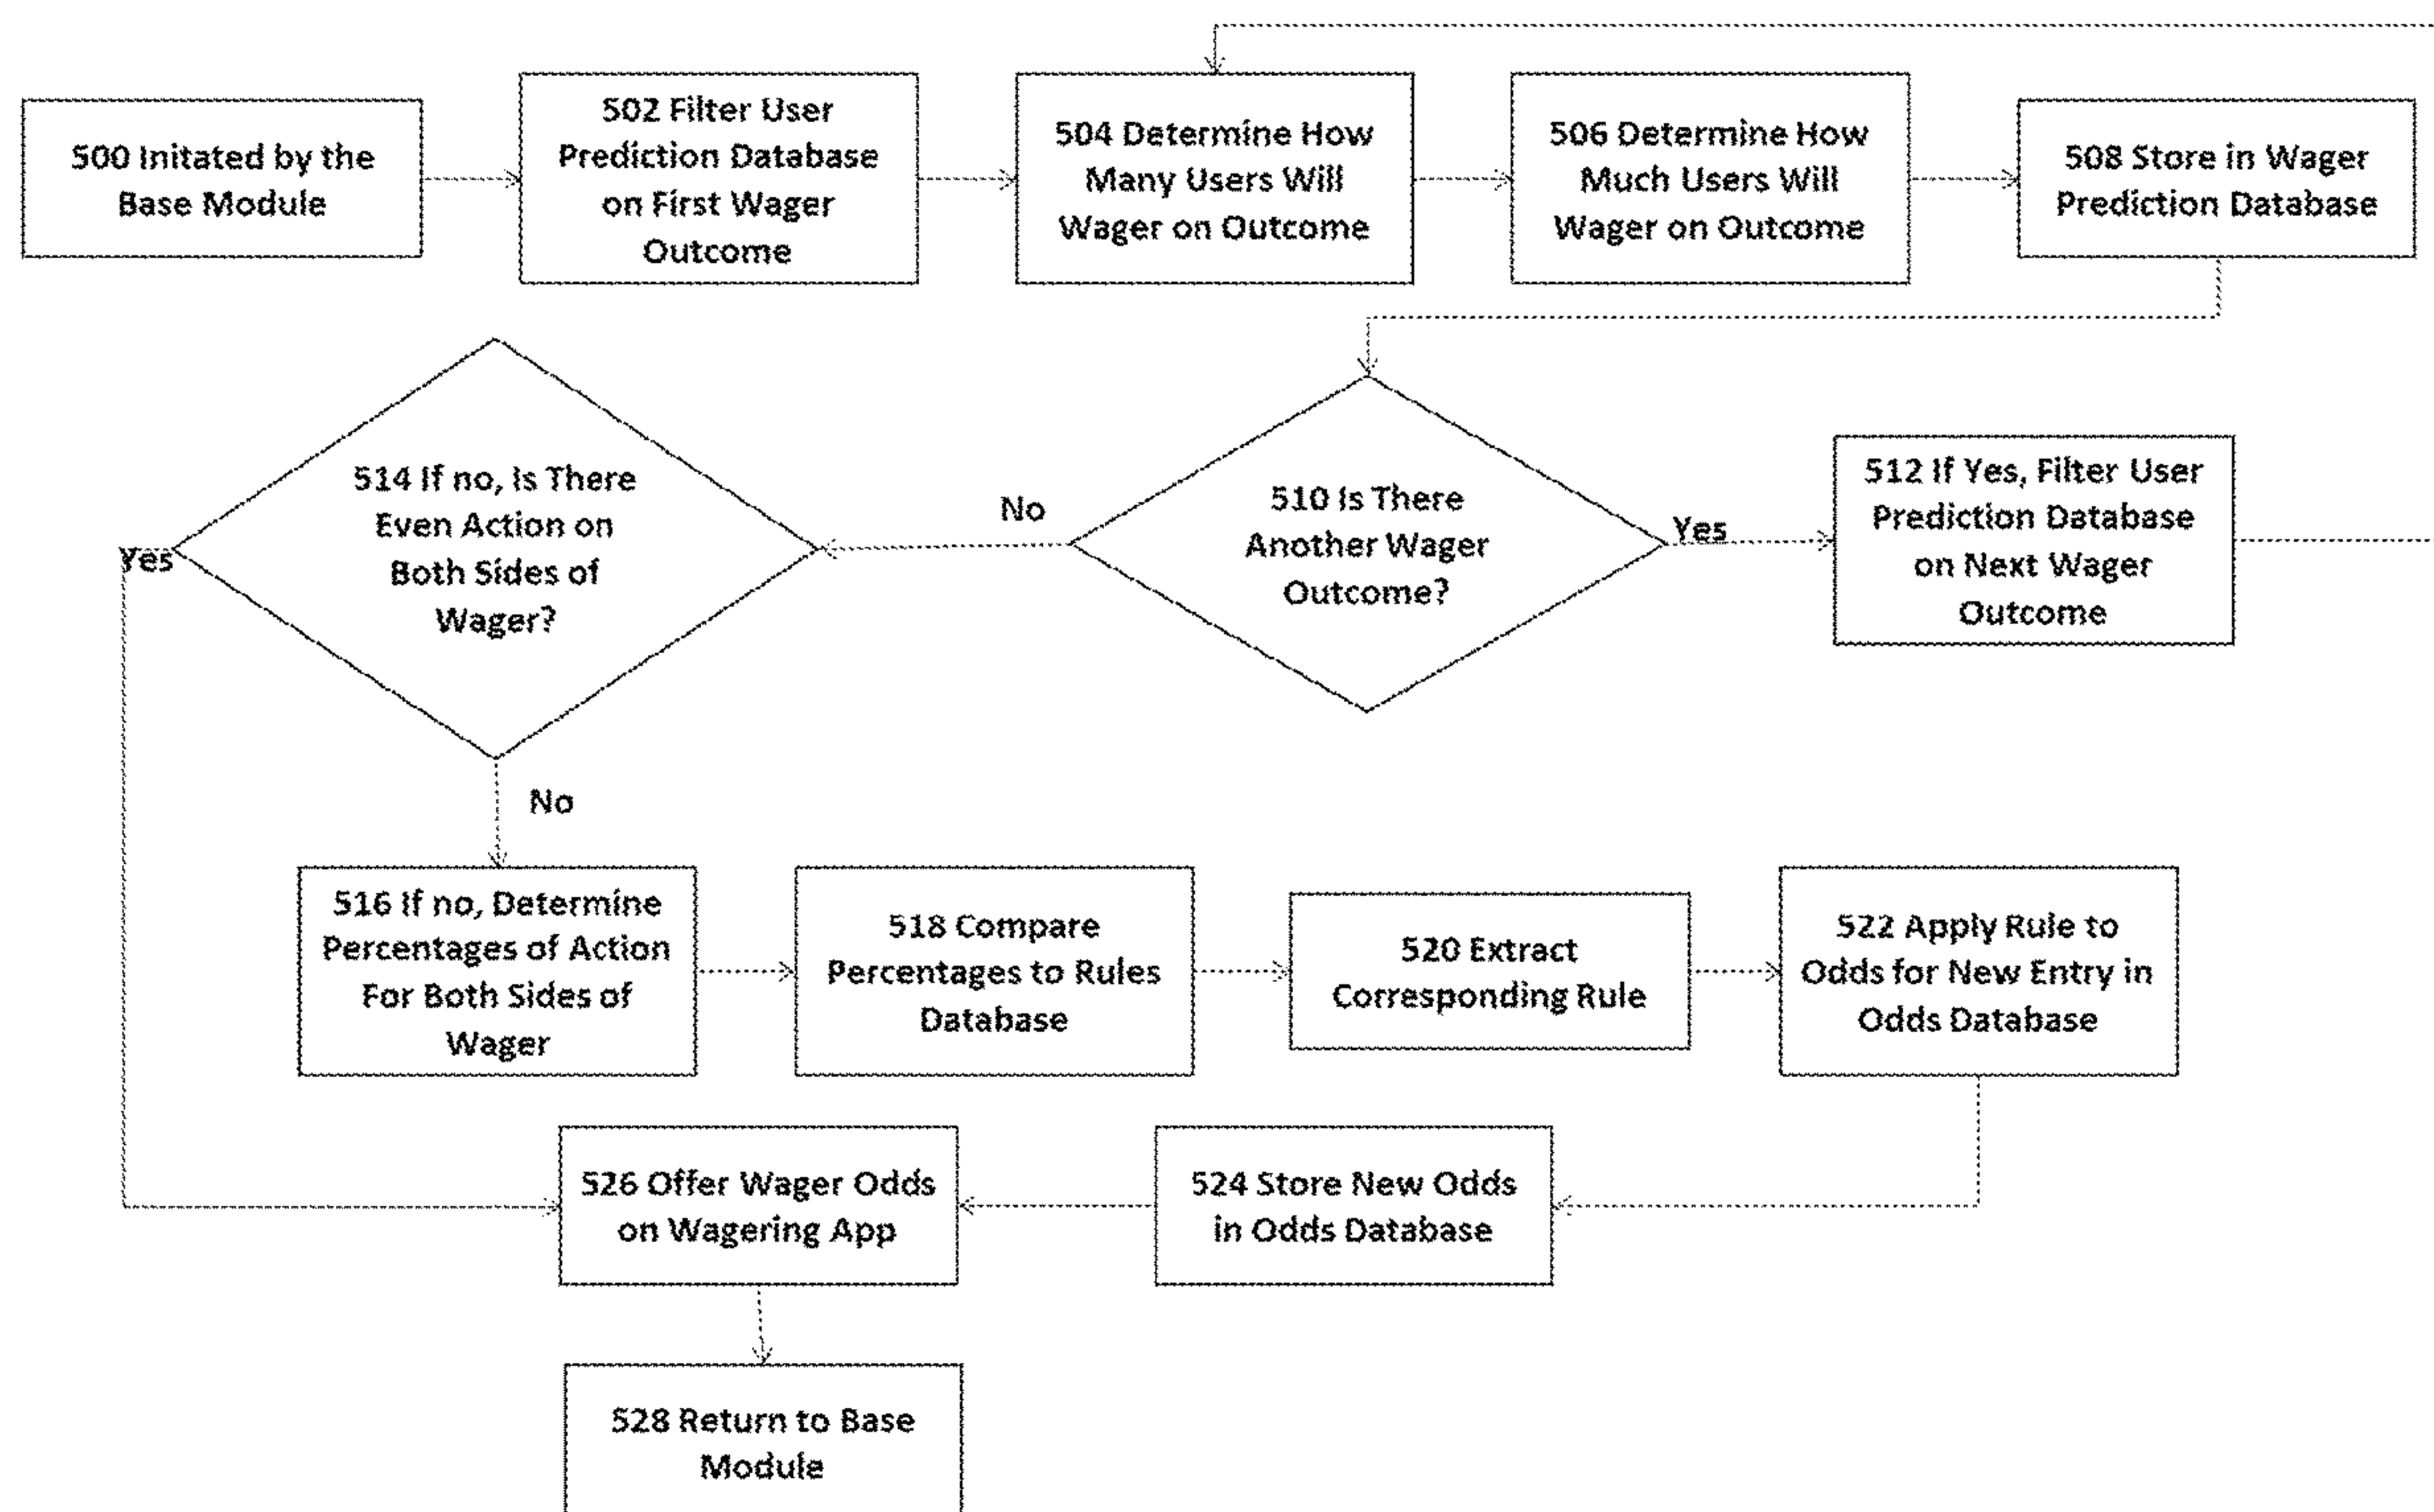 500 Initated by the
Base Module
502 Filter User
Prediction Database
on First Wager
Outcome
504 Determine How
Many Users Will
Wager on Outcome
506 Determine How
Much Users Will
Wager on Outcome
508 Store in Wager
Prediction Database
514 If no, Is There
Even Action on
Both Sides of
Wager?
Yes
No
No
510 Is There
Another Wager
Outcome?
Yes
512 If Yes, Filter User
Prediction Database
on Next Wager
Outcome
516 If no, Determine
Percentages of Action
For Both Sides of
Wager
518 Compare
Percentages to Rules
Database
520 Extract
Corresponding Rule
522 Apply Rule to
Odds for New Entry in
Odds Database
526 Offer Wager Odds
on Wagering App
524 Store New Odds
in Odds Database
528 Return to Base
Module